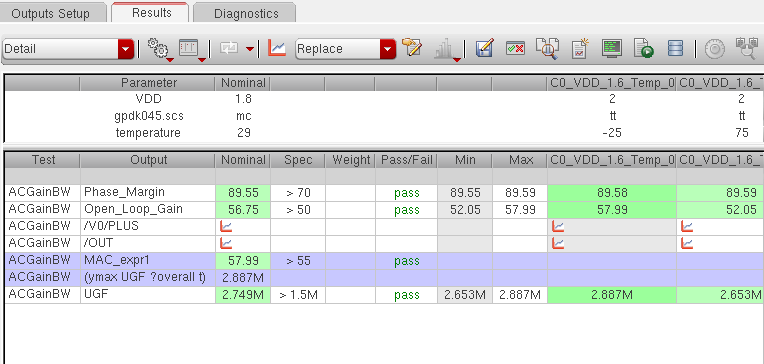 Outputs Setup Results Diagnostics
Detail Replace
Parameter Nominal C0_VDD_1.6_Temp_0 C0_VDD_1.6_T
VDD 1.8 2 2
gpdk045.scs mc tt tt
temperature 29 -25 75
Test Output Nominal Spec Weight Pass/Fail Min Max C0_VDD_1.6_Temp_0 C0_VDD_1.6_T
ACGainBW Phase_Margin 89.55 > 70 pass 89.55 89.59 89.58 89.59
ACGainBW Open_Loop_Gain 56.75 > 50 pass 52.05 57.99 57.99 52.05
ACGainBW /V0/PLUS
ACGainBW /OUT
ACGainBW MAC_expr1 57.99 > 55 pass
ACGainBW (ymax UGF ?overall t) 2.887M
ACGainBW UGF 2.749M > 1.5M pass 2.653M 2.887M 2.887M 2.653M